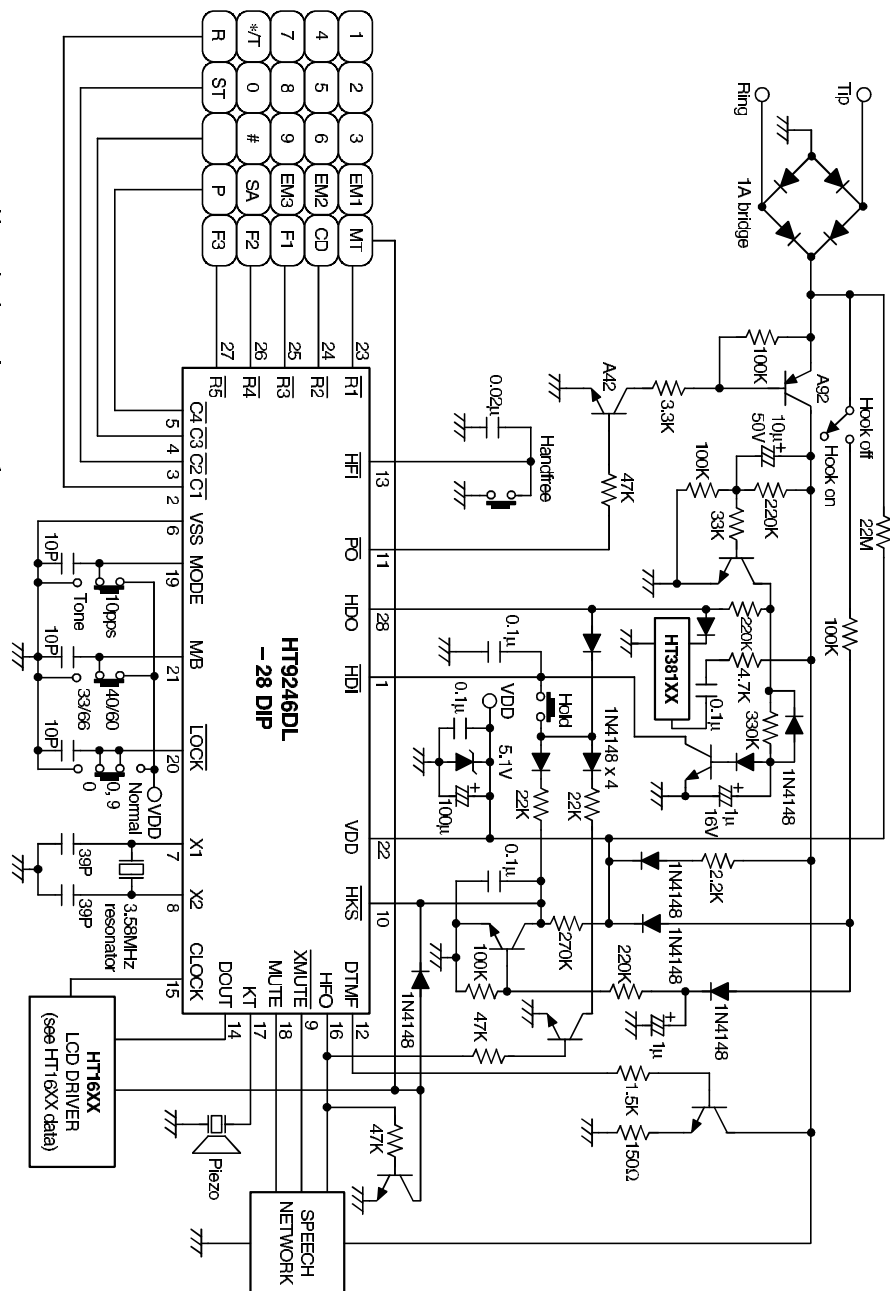 Tip
Ring
1A bridge
Hook off
Hook on
22M
100K
A92
100K
3.3K
A42
47K
10µ
50V
+
220K
100K
33K
220K
4.7K
330K
1N4148
0.1µ
HT381XX
1µ
16V
+
1N4148 x 4
22K
22K
Hold
0.1µ
VDD
0.1µ
5.1V
100µ
+
2.2K
1N4148
1N4148
1N4148
270K
0.1µ
100K
220K
1µ
+
47K
1N4148
1.5K
150Ω
47K
Handfree
0.02µ
1 2 3 EM1 MT
4 5 6 EM2 CD
7 8 9 EM3 F1
*/T 0 # SA F2
R ST P F3
23 24 25 26 27
R1 R2 R3 R4 R5
13 11 28 1 22 10
HFI PO HDO HDI VDD HKS
HT9246DL
– 28 DIP
C4 C3 C2 C1 VSS MODE M/B LOCK X1 X2 CLOCK
5 4 3 2 6 19 21 20 7 8 15
DTMF 12
HFO 16
XMUTE 9
MUTE 18
KT 17
DOUT 14
10P
10pps
Tone
10P
40/60
33/66
10P
Normal
0, 9
0
VDD
39P
39P
3.58MHz
resonator
HT16XX
LCD DRIVER
(see HT16XX data)
Piezo
SPEECH
NETWORK